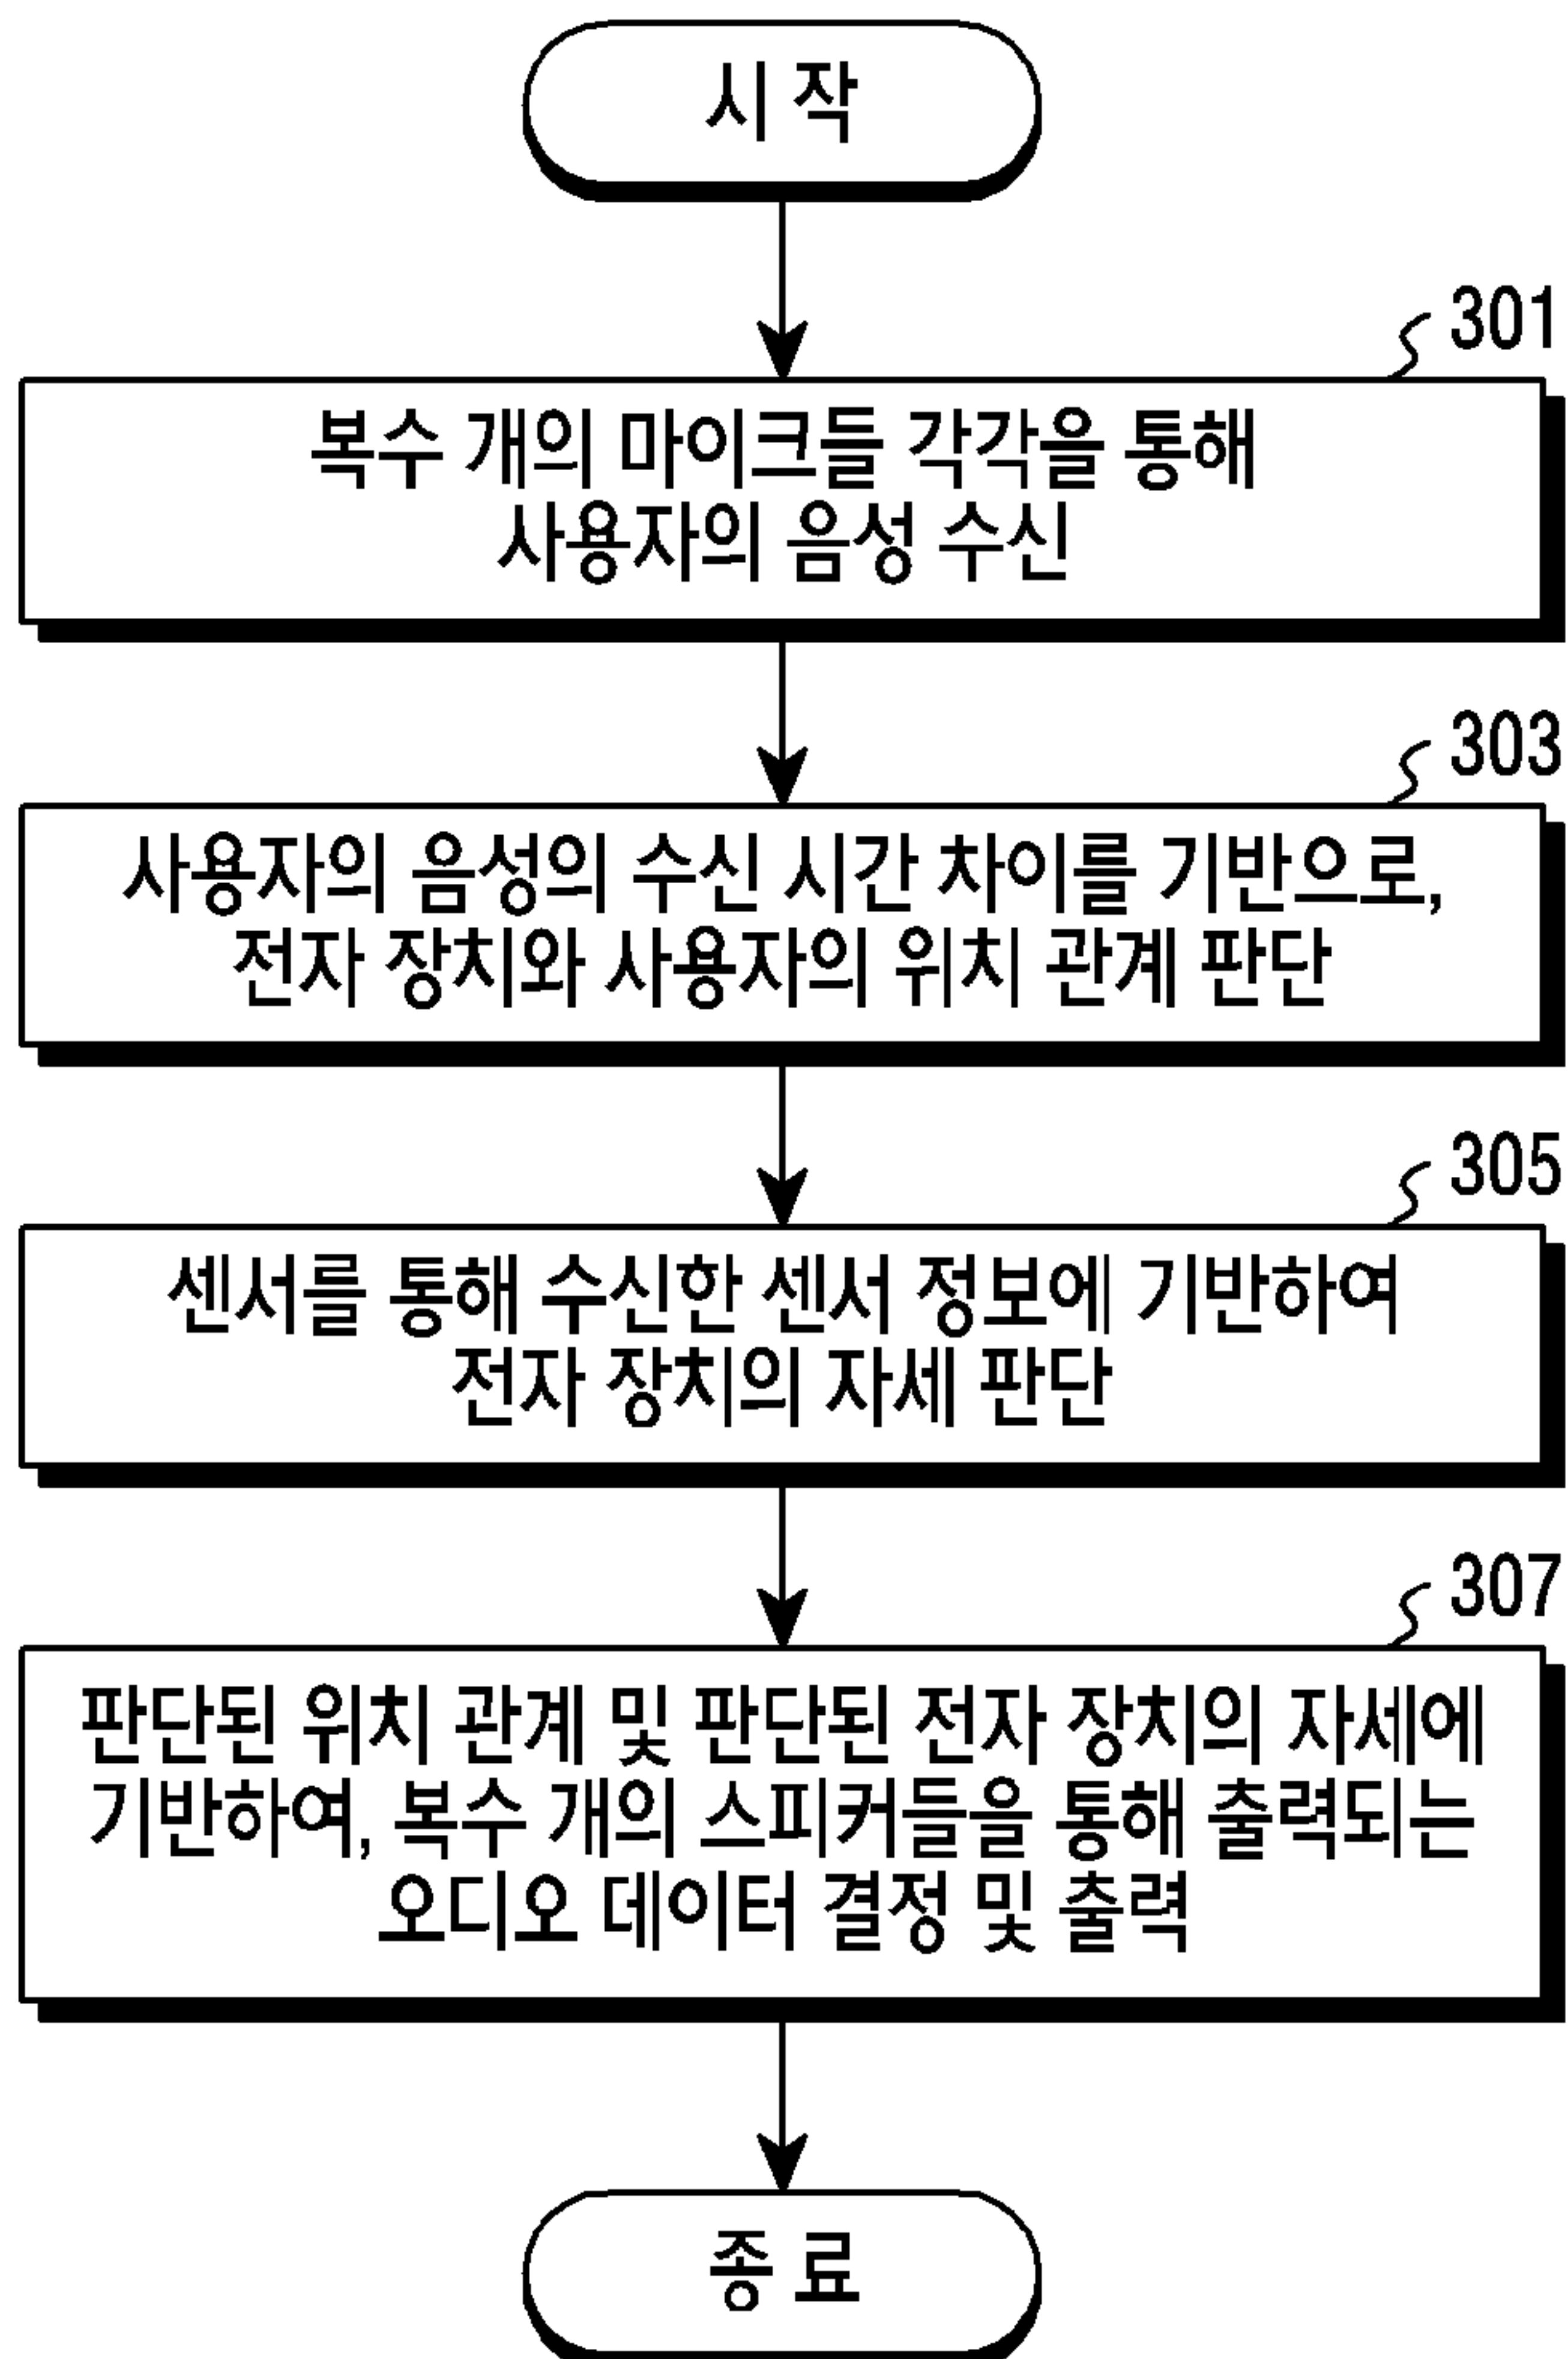 시 작
301
복수 개의 마이크들 각각을 통해
사용자의 음성 수신
303
사용자의 음성의 수신 시간 차이를 기반으로,
전자 장치와 사용자의 위치 관계 판단
305
센서를 통해 수신한 센서 정보에 기반하여
전자 장치의 자세 판단
307
판단된 위치 관계 및 판단된 전자 장치의 자세에
기반하여, 복수 개의 스피커들을 통해 출력되는
오디오 데이터 결정 및 출력
종 료